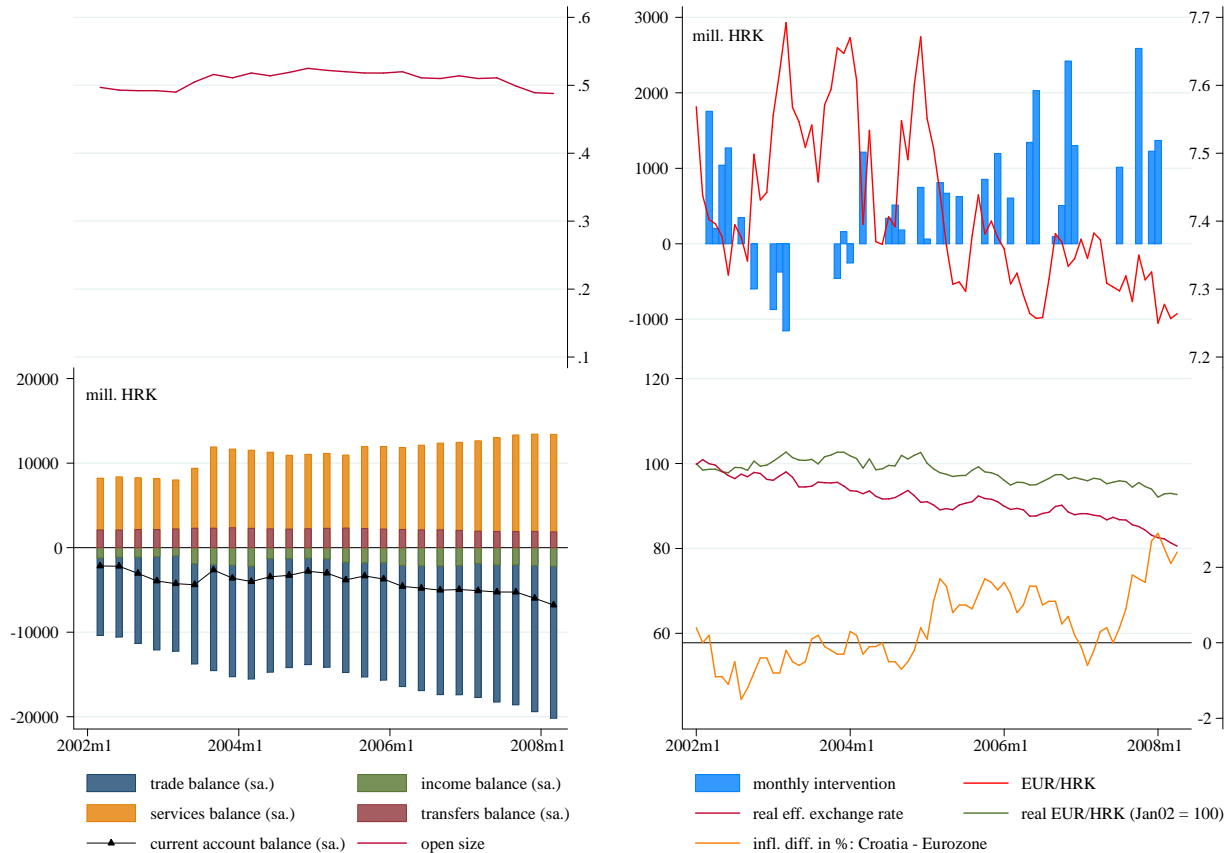 .6
.5
.4
.3
.2
.1
20000
10000
0
-10000
-20000
mill. HRK
2002m1 2004m1 2006m1 2008m1
trade balance (sa.) income balance (sa.)
services balance (sa.) transfers balance (sa.)
current account balance (sa.) open size
3000
2000
1000
0
-1000
mill. HRK
7.7
7.6
7.5
7.4
7.3
7.2
120
100
80
60
2
0
-2
2002m1 2004m1 2006m1 2008m1
monthly intervention EUR/HRK
real eff. exchange rate real EUR/HRK (Jan02 = 100)
infl. diff. in %: Croatia - Eurozone